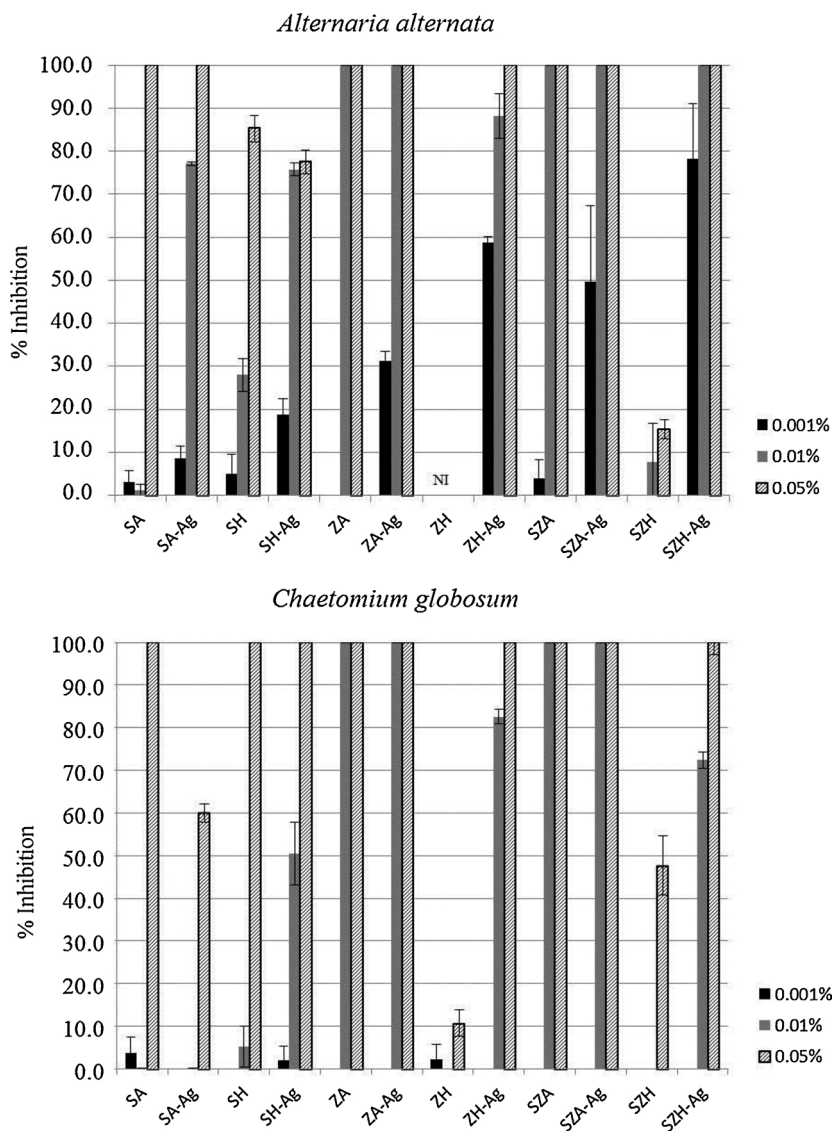 Alternaria alternata
100.0
90.0
80.0
70.0
60.0
50.0
40.0
30.0
20.0
10.0
0.0
% Inhibition
NI
SA
SA-Ag
SH
SH-Ag
ZA
ZA-Ag
ZH
ZH-Ag
SZA
SZA-Ag
SZH
SZH-Ag
0.001%
0.01%
0.05%
Chaetomium globosum
100.0
90.0
80.0
70.0
60.0
50.0
40.0
30.0
20.0
10.0
0.0
% Inhibition
SA
SA-Ag
SH
SH-Ag
ZA
ZA-Ag
ZH
ZH-Ag
SZA
SZA-Ag
SZH
SZH-Ag
0.001%
0.01%
0.05%